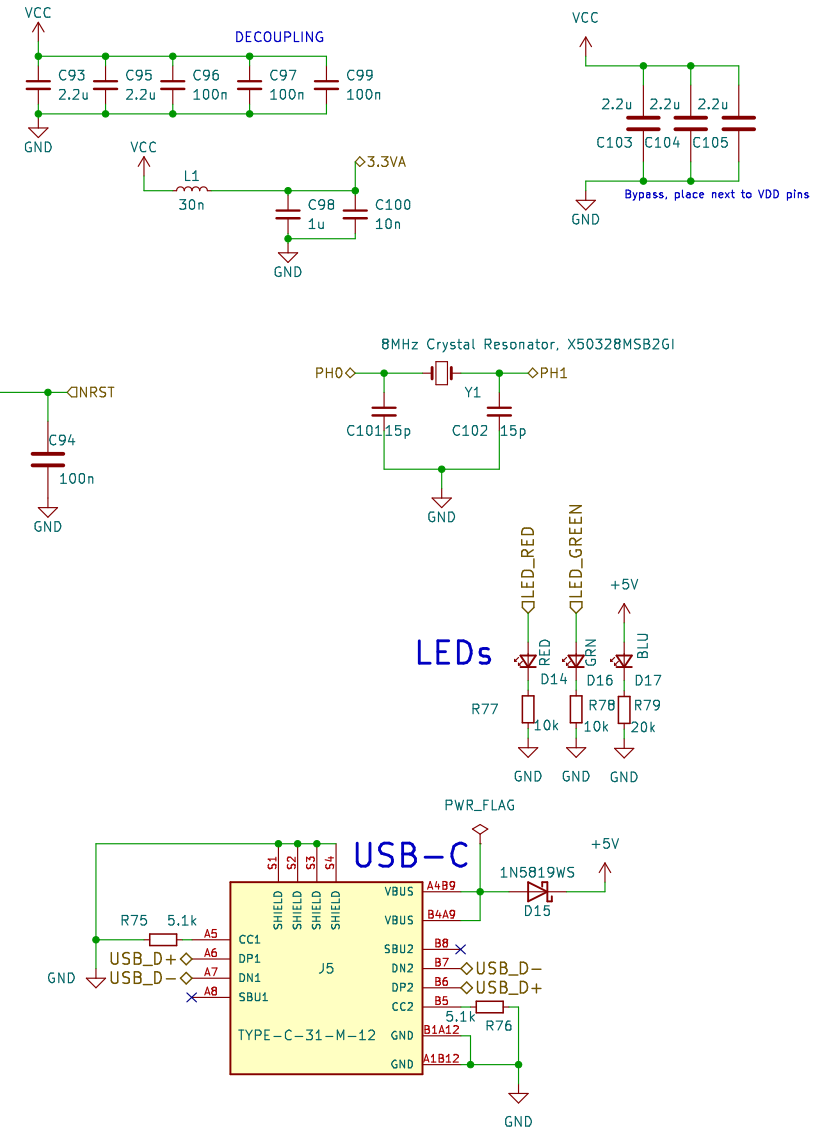 VCC
DECOUPLING
C93
2.2u
C95
2.2u
C96
100n
C97
100n
C99
100n
GND
VCC
2.2u
2.2u
2.2u
C103
C104
C105
Bypass, place next to VDD pins
GND
VCC
L1
30n
3.3VA
C98
1u
C100
10n
GND
8MHz Crystal Resonator, X50328MSB2GI
PH0
PH1
Y1
C101
15p
C102
15p
GND
NRST
C94
100n
GND
LED_RED
LED_GREEN
+5V
LEDs
RED
GRN
BLU
D14
D16
D17
R77
10k
R78
10k
R79
20k
GND
GND
GND
PWR_FLAG
USB-C
+5V
1N5819WS
D15
S1
S2
S3
S4
SHIELD
SHIELD
SHIELD
SHIELD
VBUS
A4B9
VBUS
B4A9
R75
5.1k
A5
CC1
SBU2
B8
USB_D+
A6
DP1
DN2
B7
USB_D-
J5
GND
USB_D-
A7
DN1
DP2
B6
USB_D+
A8
SBU1
CC2
B5
5.1k
R76
TYPE-C-31-M-12
GND
B1A12
GND
A1B12
GND